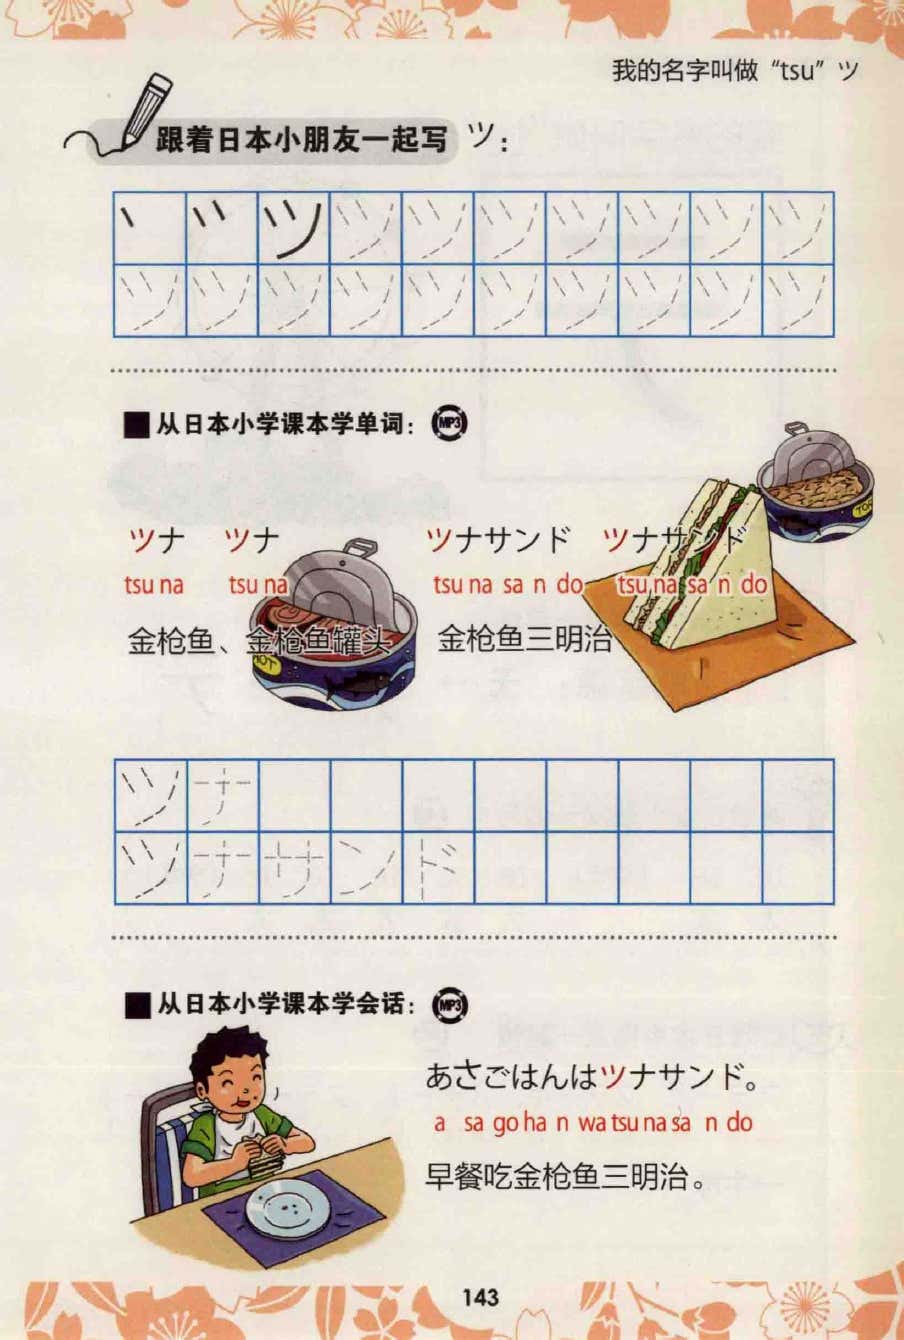 我的名字叫做“tsu”ツ
跟着日本小朋友一起写 ツ：
ツ ツ ツ ツ ツ ツ ツ ツ
ツ ツ ツ ツ ツ ツ ツ ツ ツ ツ
从日本小学课本学单词： MP3
ツナ ツナ ツナサンド ツナサンド
tsu na tsu na tsu na sa n do tsu na sa n do
金枪鱼、金枪鱼罐头 金枪鱼三明治
ツナ
ツナサンド
从日本小学课本学会话： MP3
あさごはんはツナサンド。
a sa go ha n wa tsu na sa n do
早餐吃金枪鱼三明治。
143